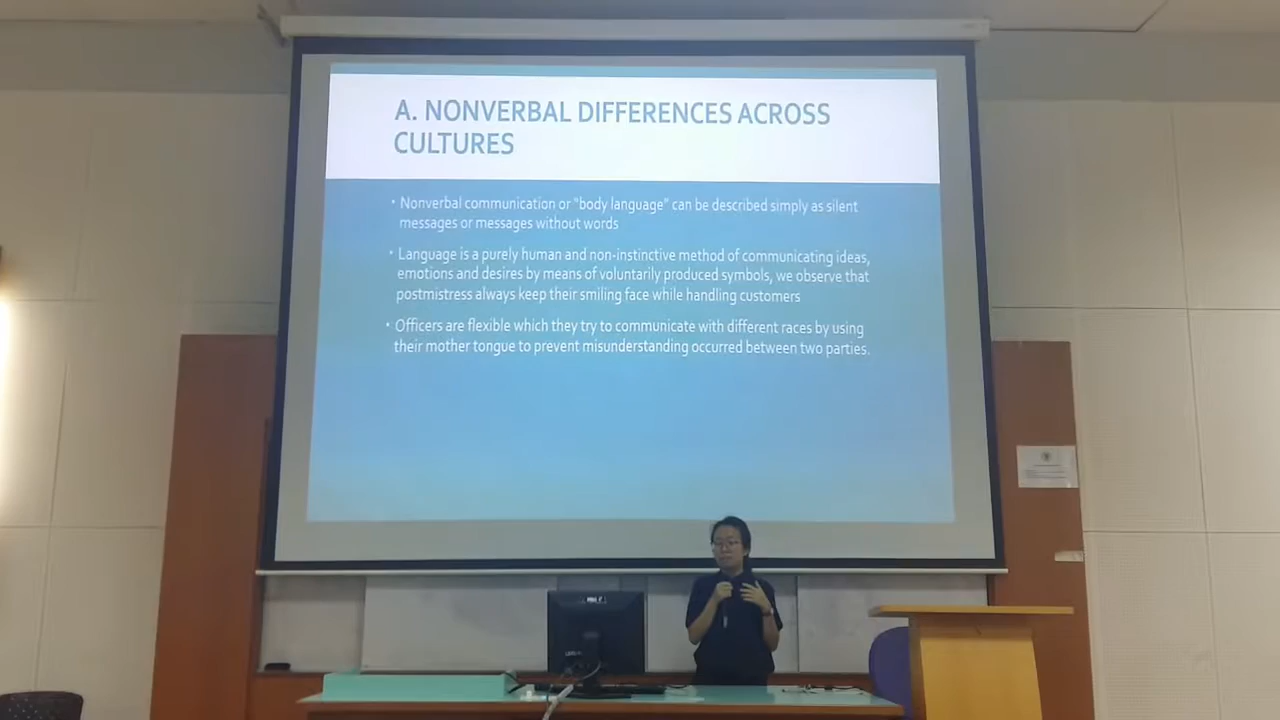 A. NONVERBAL DIFFERENCES ACROSS
CULTURES
• Nonverbal communication or "body language" can be described simply as silent
messages or messages without words
• Language is a purely human and non-instinctive method of communicating ideas,
emotions and desires by means of voluntarily produced symbols, we observe that
postmistress always keep their smiling face while handling customers
• Officers are flexible which they try to communicate with different races by using
their mother tongue to prevent misunderstanding occurred between two parties.